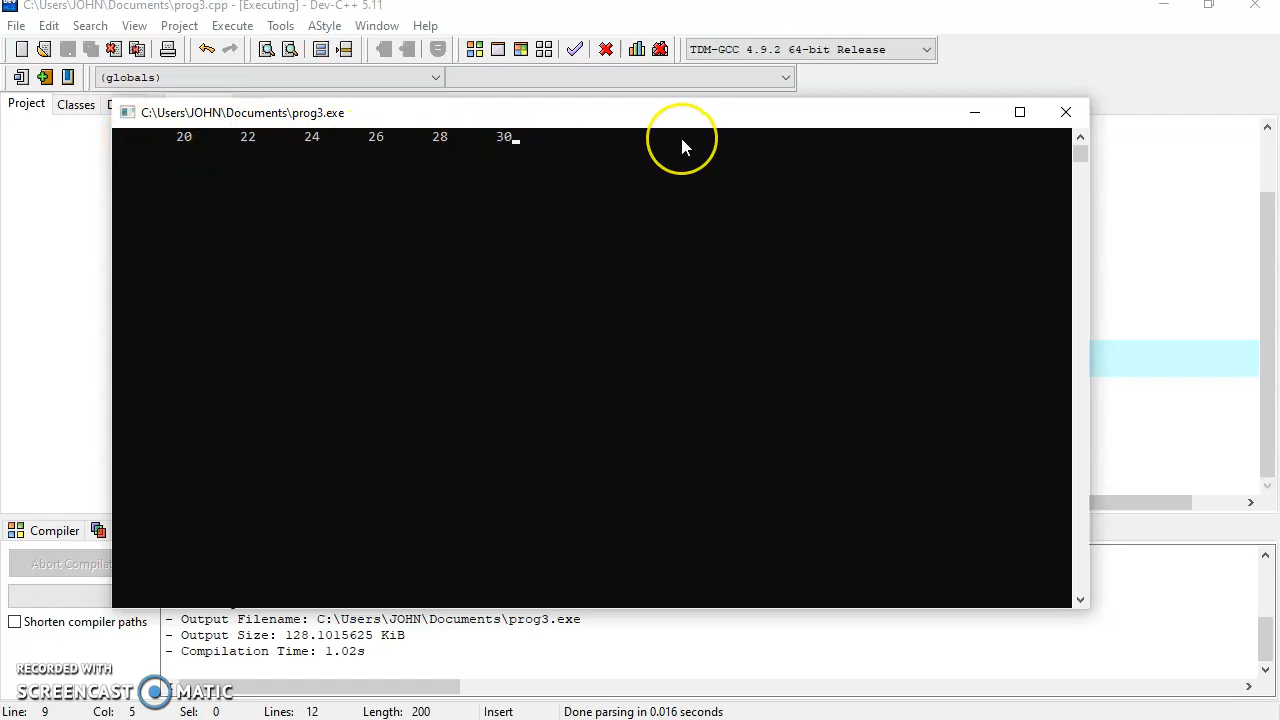 C:\Users\JOHN\Documents\prog3.cpp - [Executing] - Dev-C++ 5.11
File Edit Search View Project Execute Tools AStyle Window Help
TDM-GCC 4.9.2 64-bit Release
(globals)
Project Classes D
C:\Users\JOHN\Documents\prog3.exe
20 22 24 26 28 30
Compiler
Abort Compilat
Shorten compiler paths
- Output Filename: C:\Users\JOHN\Documents\prog3.exe
- Output Size: 128.1015625 KiB
- Compilation Time: 1.02s
RECORDED WITH
SCREENCAST MATIC
Line: 9 Col: 5 Sel: 0 Lines: 12 Length: 200 Insert Done parsing in 0.016 seconds